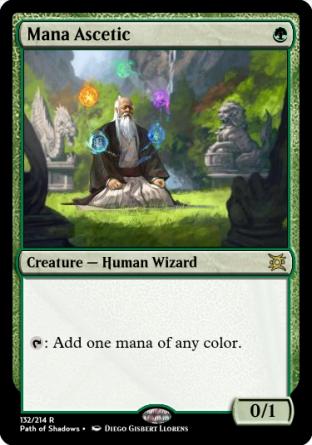 Mana Ascetic
Creature — Human Wizard
: Add one mana of any color.
0/1
132/214 R
Path of Shadows • Diego Gisbert Llorens